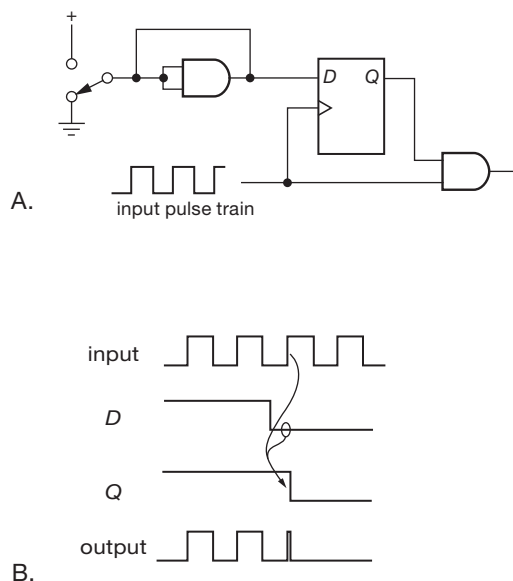 +
D Q
A.
input pulse train
input
D
Q
output
B.